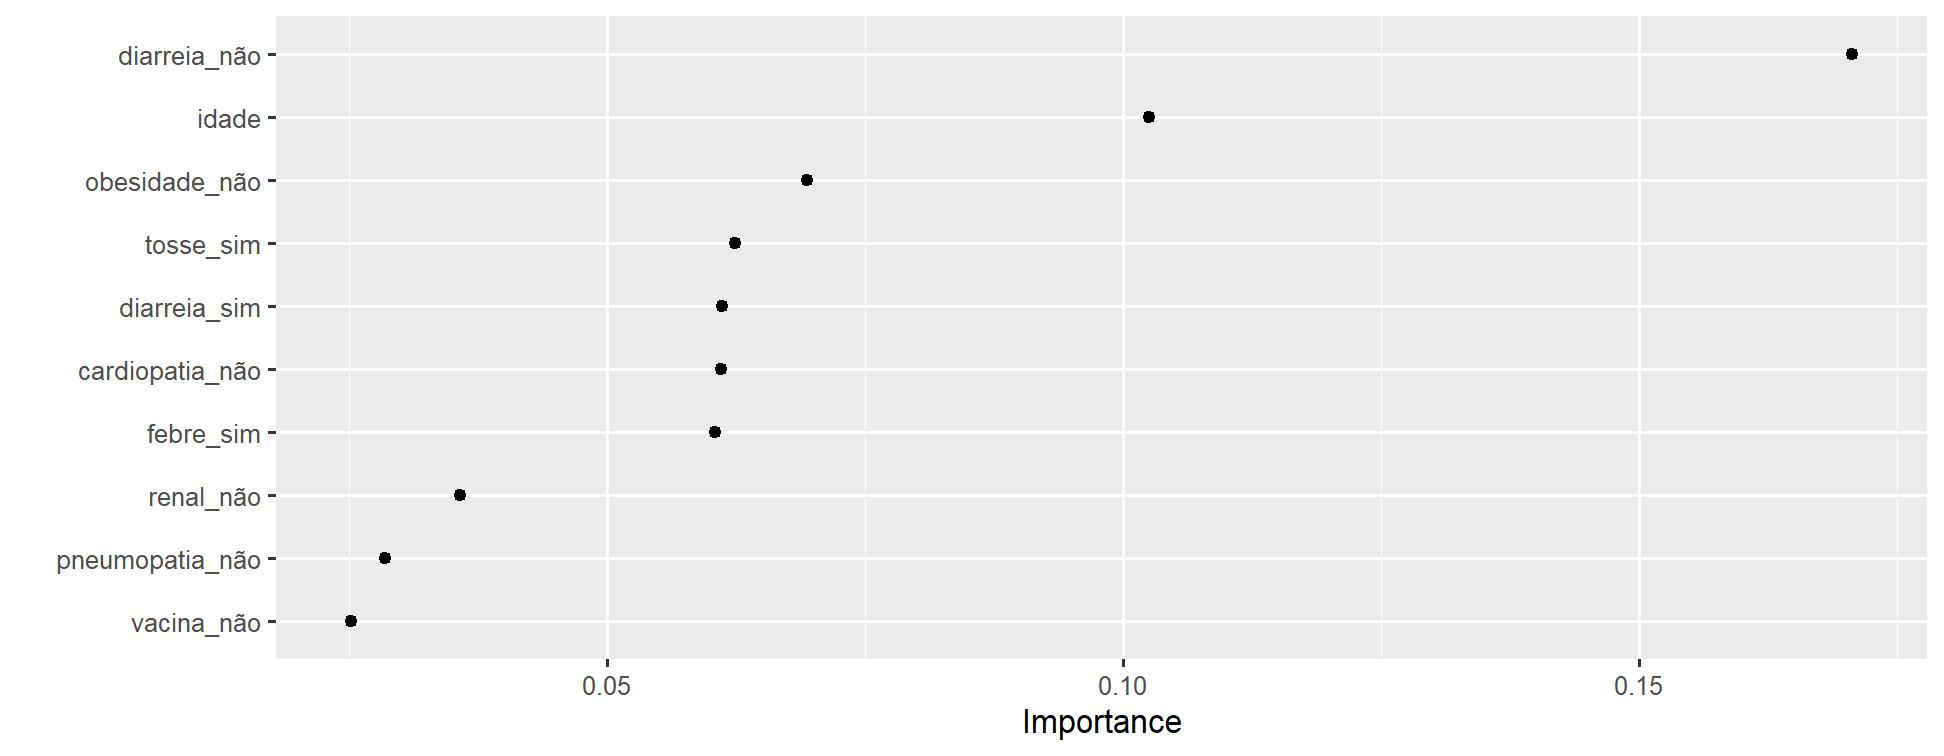 diarreia_não
idade
obesidade_não
tosse_sim
diarreia_sim
cardiopatia_não
febre_sim
renal_não
pneumopatia_não
vacina_não
0.05 0.10 0.15
Importance